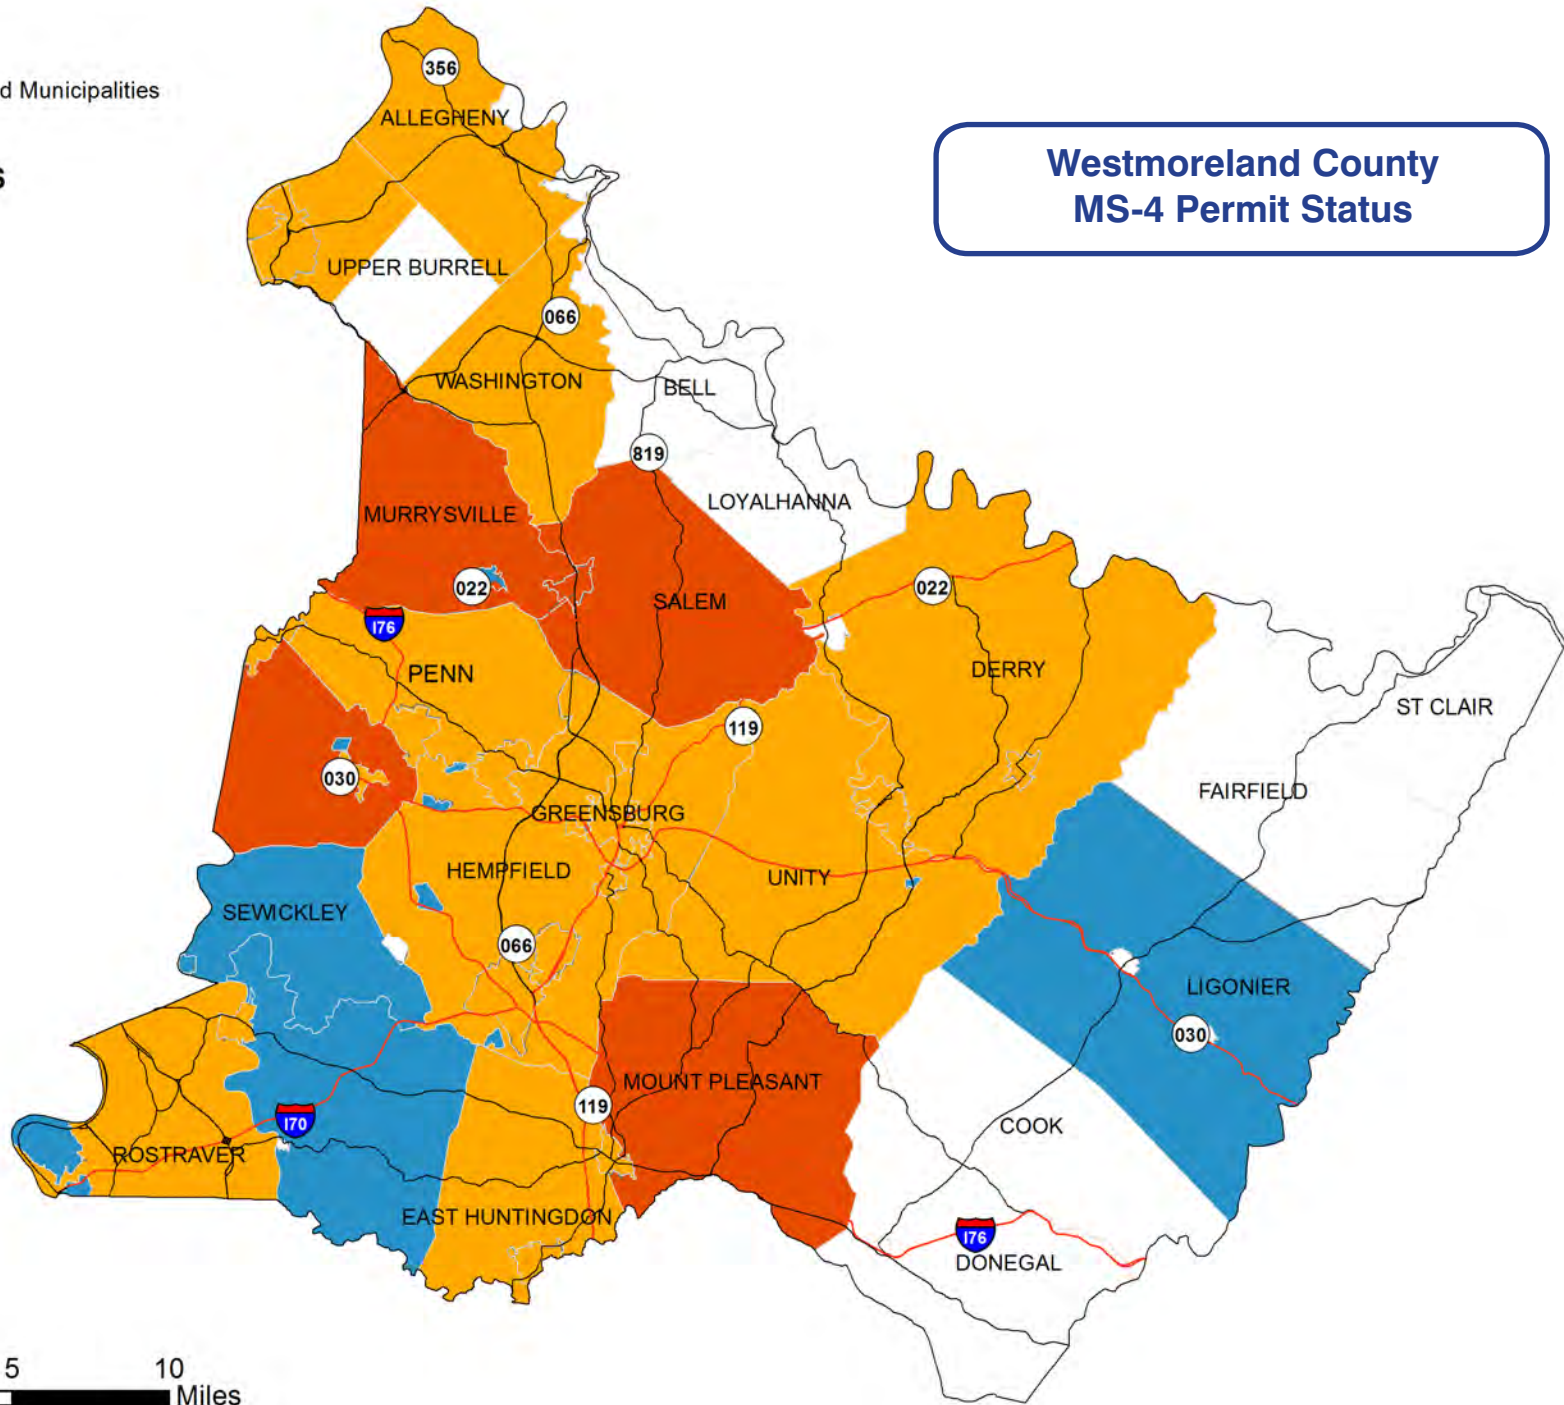 356
d Municipalities
ALLEGHENY
Westmoreland County
MS-4 Permit Status
S
UPPER BURRELL
066
WASHINGTON
BELL
819
LOYALHANNA
MURRYSVILLE
022
022
SALEM
I76
PENN
DERRY
ST CLAIR
119
030
FAIRFIELD
GREENSBURG
HEMPFIELD
UNITY
SEWICKLEY
066
LIGONIER
030
MOUNT PLEASANT
119
I70
COOK
ROSTRAVER
EAST HUNTINGDON
I76
DONEGAL
5 10
Miles